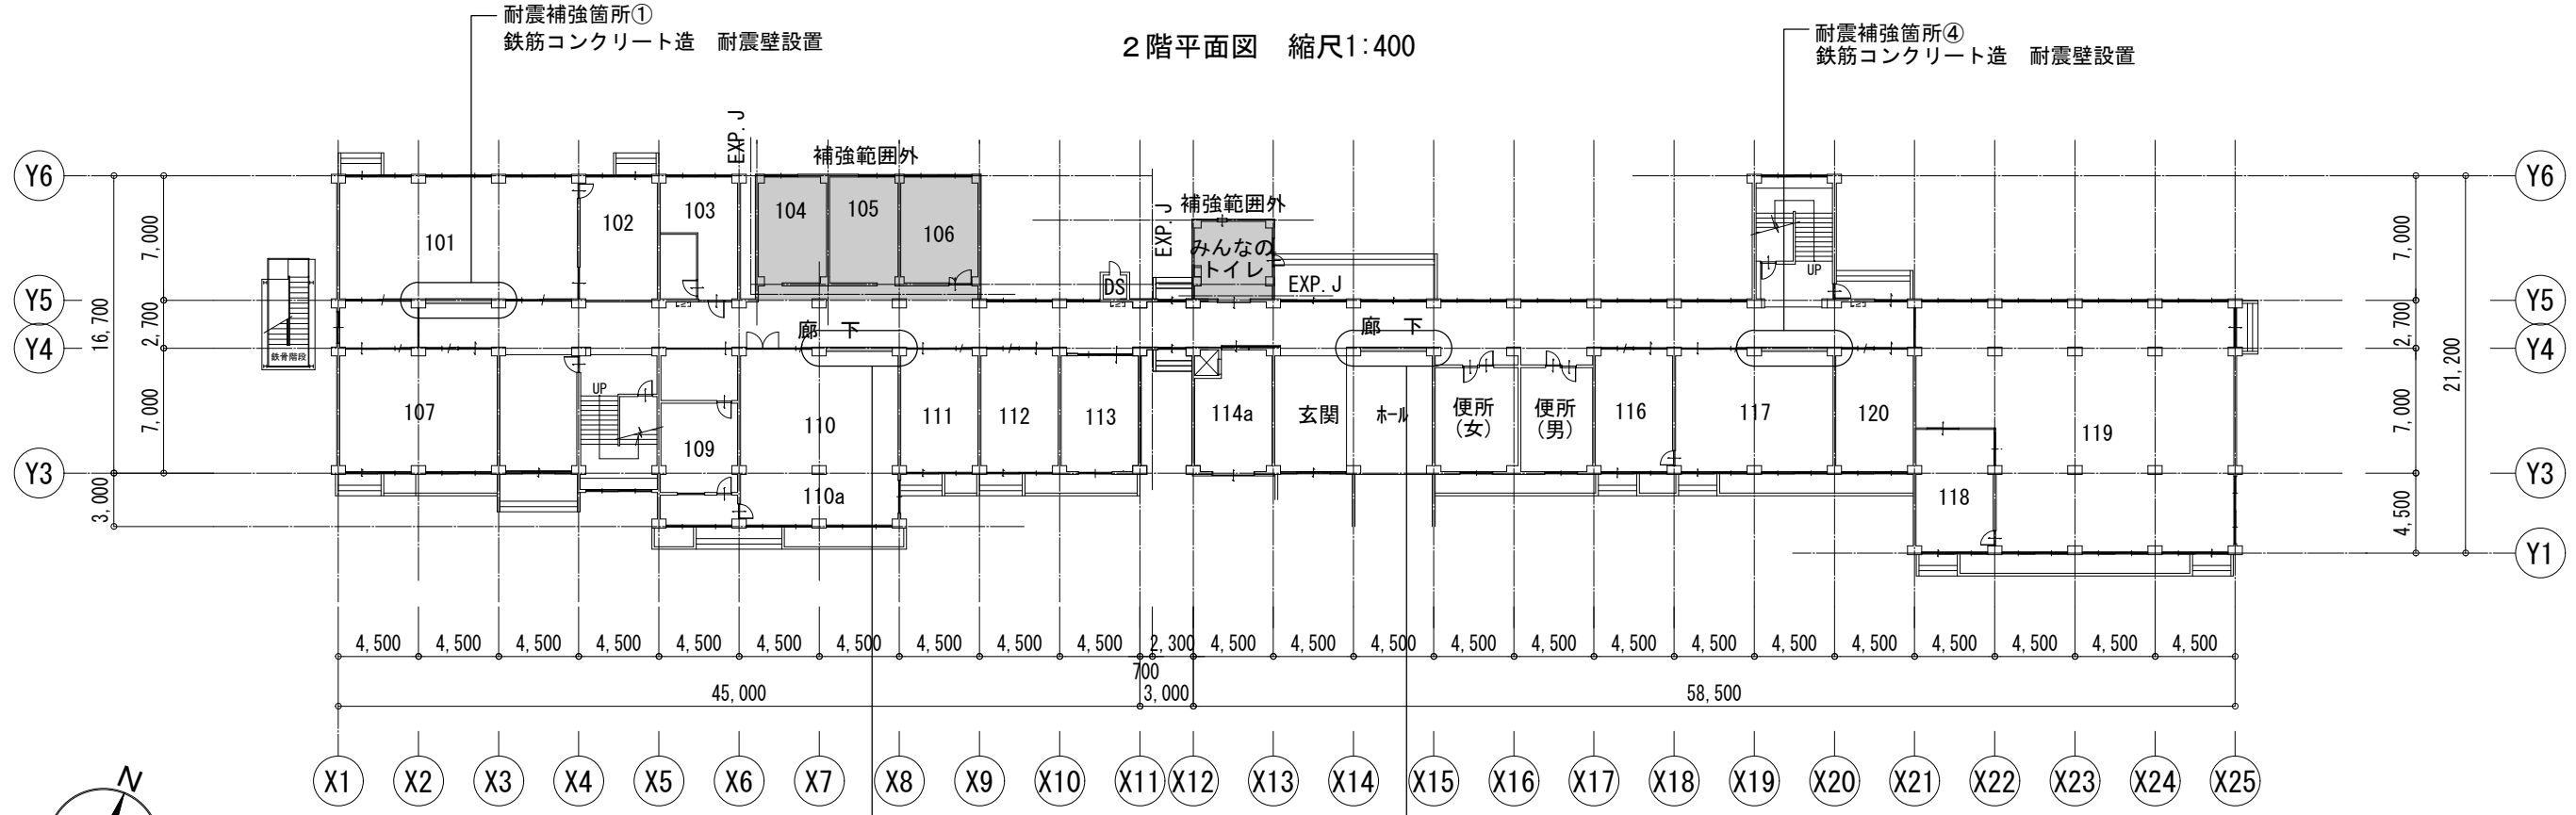 耐震補強箇所①
鉄筋コンクリート造　耐震壁設置
２階平面図　縮尺1:400
耐震補強箇所④
鉄筋コンクリート造　耐震壁設置
EXP. J
補強範囲外
EXP. J
補強範囲外
Y6
Y6
101
102
103
104
105
106
みんなの
トイレ
UP
7,000
7,000
DS
EXP. J
Y5
Y5
16,700
2,700
廊　下
廊　下
2,700
21,200
Y4
Y4
鉄骨階段
7,000
107
UP
109
110
111
112
113
114a
玄関
ホール
便所
(女)
便所
(男)
116
117
120
119
7,000
Y3
Y3
3,000
110a
118
4,500
Y1
4,500 4,500 4,500 4,500 4,500 4,500 4,500 4,500 4,500 4,500 2,300 4,500 4,500 4,500 4,500 4,500 4,500 4,500 4,500 4,500 4,500 4,500 4,500 4,500
700
45,000 3,000 58,500
X1 X2 X3 X4 X5 X6 X7 X8 X9 X10 X11 X12 X13 X14 X15 X16 X17 X18 X19 X20 X21 X22 X23 X24 X25
N